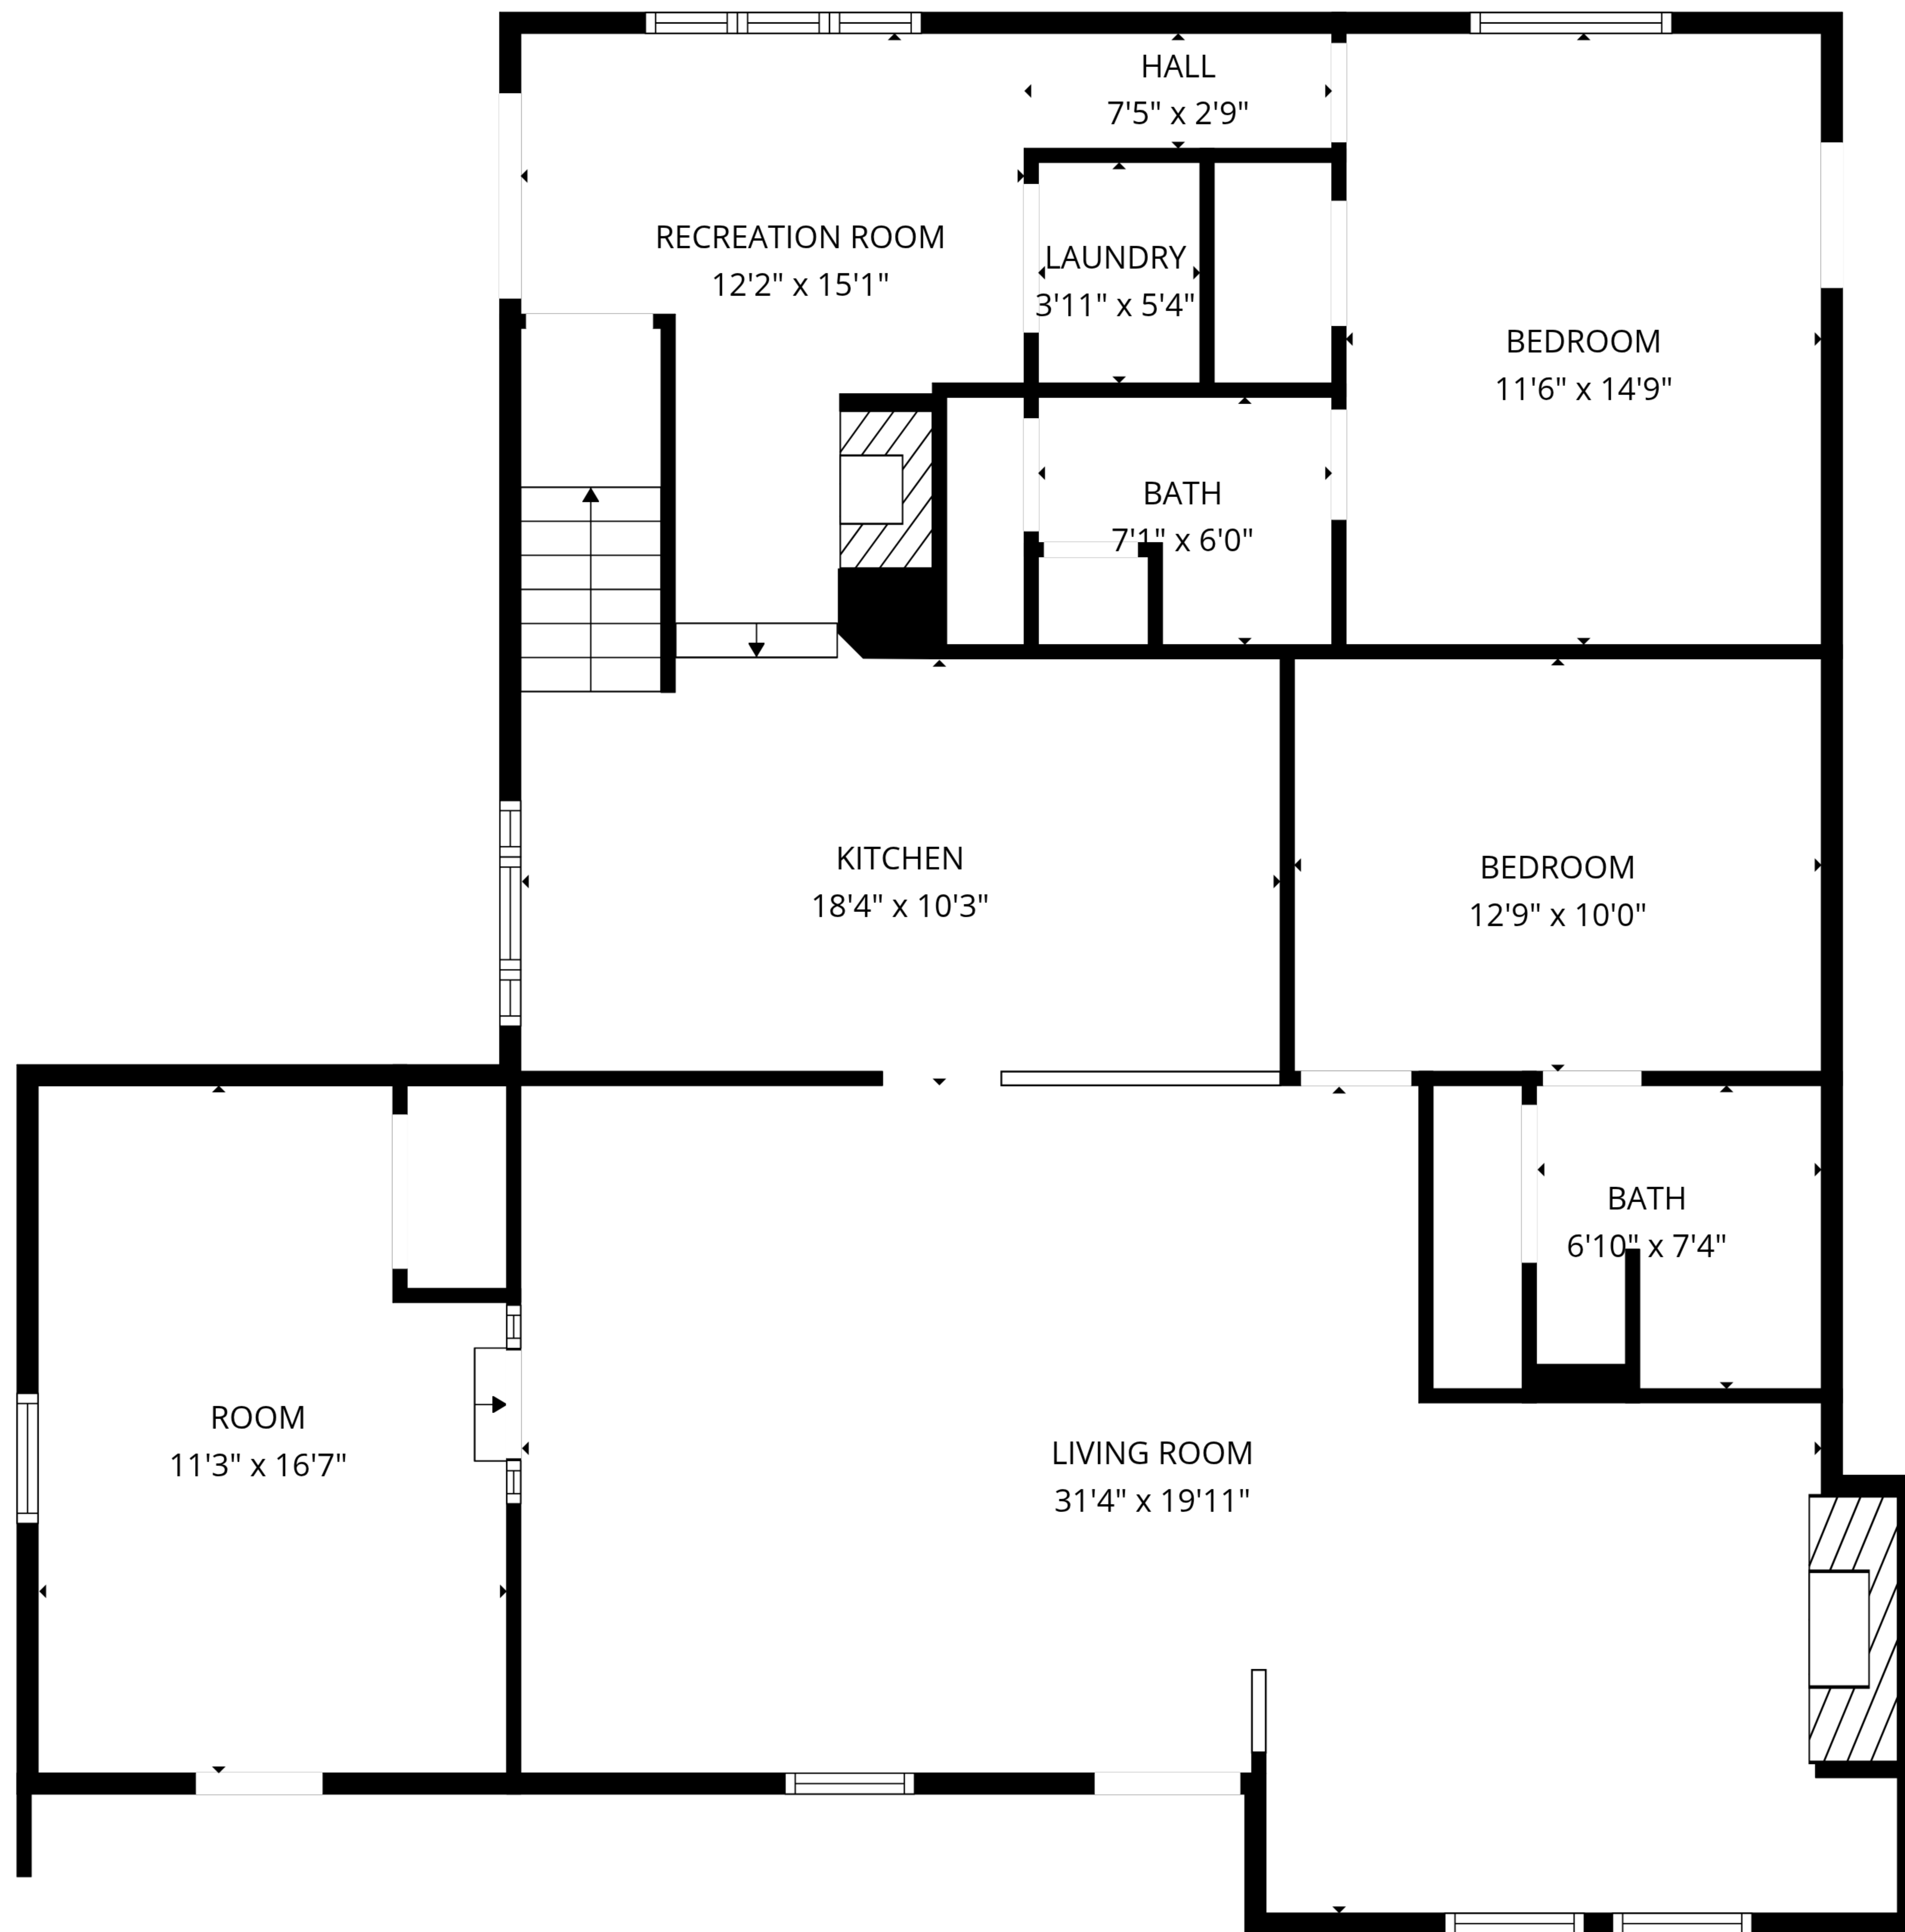 HALL
7'5" x 2'9"
RECREATION ROOM
12'2" x 15'1"
LAUNDRY
3'11" x 5'4"
BEDROOM
11'6" x 14'9"
BATH
7'1" x 6'0"
KITCHEN
18'4" x 10'3"
BEDROOM
12'9" x 10'0"
BATH
6'10" x 7'4"
ROOM
11'3" x 16'7"
LIVING ROOM
31'4" x 19'11"